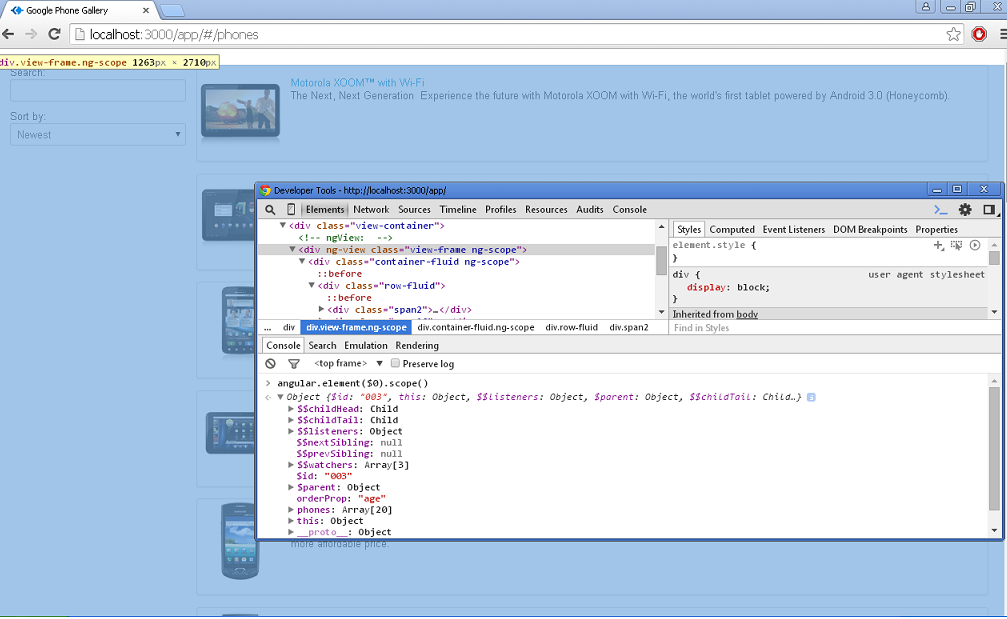 Google Phone Gallery
localhost:3000/app/#/phones
div.view-frame.ng-scope 1263px × 2710px
Search:
Sort by:
Newest
Motorola XOOM™ with Wi-Fi
The Next, Next Generation Experience the future with Motorola XOOM with Wi-Fi, the world's first tablet powered by Android 3.0 (Honeycomb).
Developer Tools - http://localhost:3000/app/
Elements Network Sources Timeline Profiles Resources Audits Console
▼<div class="view-container">
<!-- ngView:  -->
▼<div ng-view class="view-frame ng-scope">
▼<div class="container-fluid ng-scope">
::before
▼<div class="row-fluid">
::before
▶<div class="span2">…</div>
... div div.view-frame.ng-scope div.container-fluid.ng-scope div.row-fluid div.span2
Styles Computed Event Listeners DOM Breakpoints Properties
element.style {
}
div { user agent stylesheet
display: block;
}
Inherited from body
Find in Styles
Console Search Emulation Rendering
<top frame> ▼ Preserve log
> angular.element($0).scope()
▼Object {$id: "003", this: Object, $$listeners: Object, $parent: Object, $$childTail: Child…}
▶$$childHead: Child
▶$$childTail: Child
▶$$listeners: Object
$$nextSibling: null
$$prevSibling: null
▶$$watchers: Array[3]
$id: "003"
▶$parent: Object
orderProp: "age"
▶phones: Array[20]
▶this: Object
▶__proto__: Object
more affordable price.